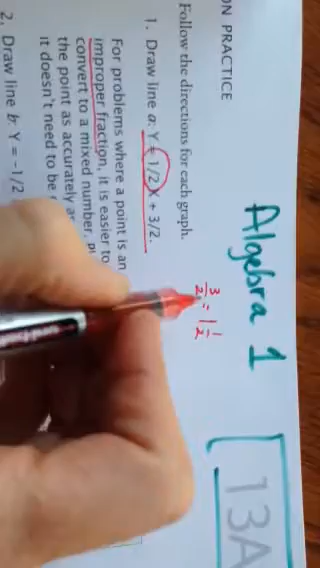 ON PRACTICE
Algebra 1
13A
Follow the directions for each graph.
3/2 = 1 1/2
1. Draw line a: Y = 1/2 X + 3/2.
For problems where a point is an
improper fraction, it is easier to
convert to a mixed number.
the point as accurately
it doesn't need to be
2. Draw line b: Y = -1/2